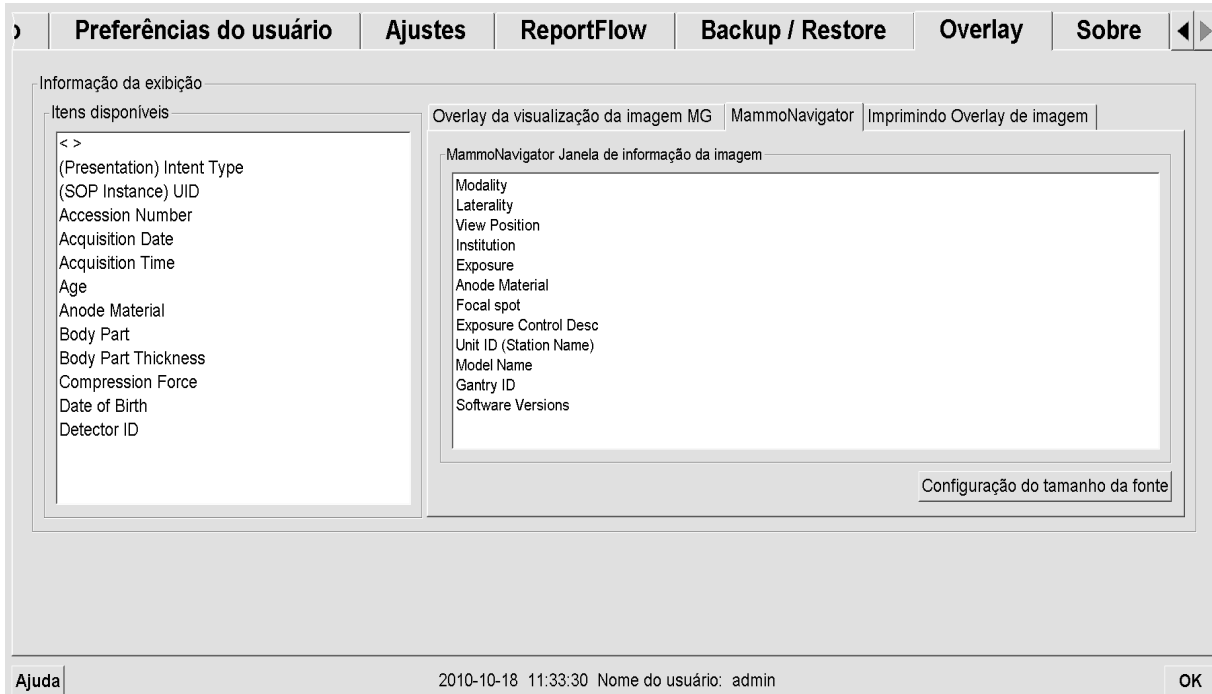 Preferências do usuário Ajustes ReportFlow Backup / Restore Overlay Sobre
Informação da exibição
Itens disponíveis
< >
(Presentation) Intent Type
(SOP Instance) UID
Accession Number
Acquisition Date
Acquisition Time
Age
Anode Material
Body Part
Body Part Thickness
Compression Force
Date of Birth
Detector ID
Overlay da visualização da imagem MG MammoNavigator Imprimindo Overlay de imagem
MammoNavigator Janela de informação da imagem
Modality
Laterality
View Position
Institution
Exposure
Anode Material
Focal spot
Exposure Control Desc
Unit ID (Station Name)
Model Name
Gantry ID
Software Versions
Configuração do tamanho da fonte
Ajuda 2010-10-18 11:33:30 Nome do usuário: admin OK